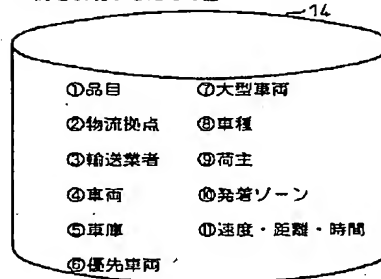 14
①品目
②物流拠点
③輸送業者
④車両
⑤車庫
⑥優先車両
⑦大型車両
⑧車種
⑨荷主
⑩発着ゾーン
⑪速度・距離・時間